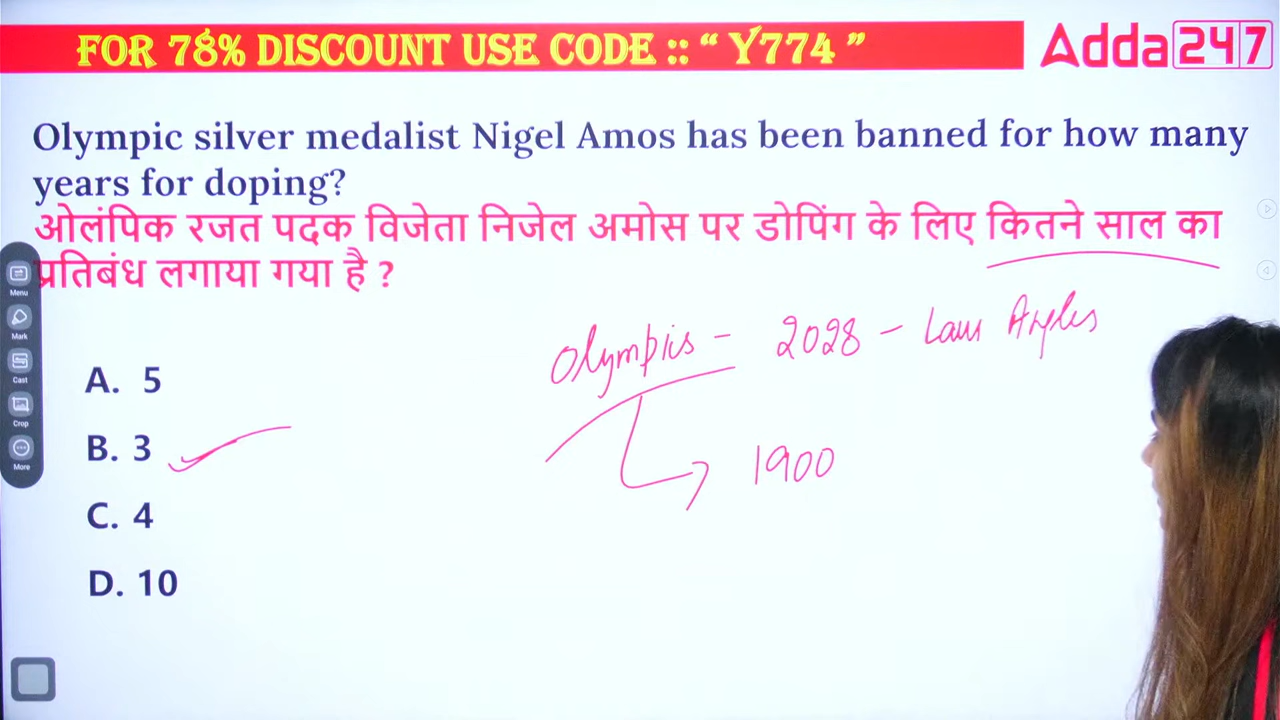 FOR 78% DISCOUNT USE CODE :: “ Y774 ”
Adda247
Olympic silver medalist Nigel Amos has been banned for how many
years for doping?
ओलंपिक रजत पदक विजेता निजेल अमोस पर डोपिंग के लिए कितने साल का
प्रतिबंध लगाया गया है ?
Menu
Mark
Cast
Crop
More
A. 5
B. 3
C. 4
D. 10
Olympics - 2028 -
1900